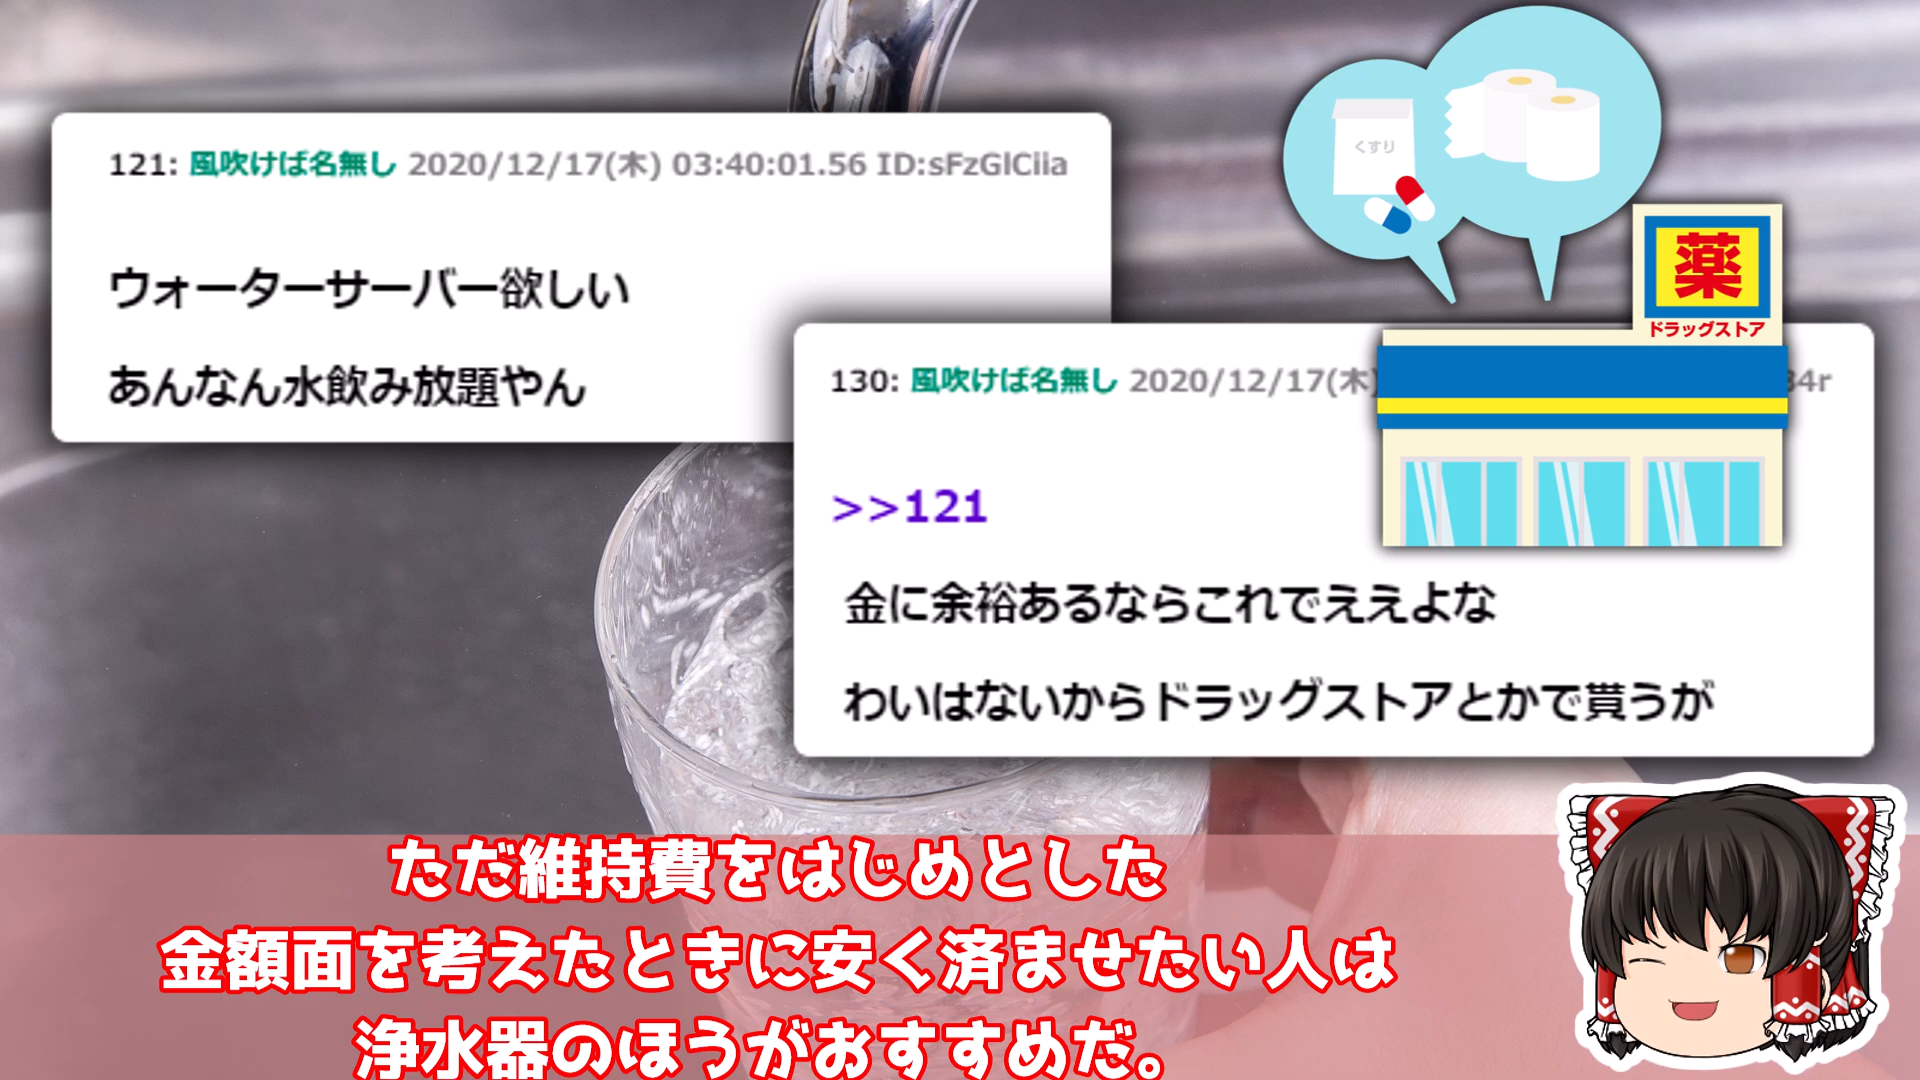 121: 風吹けば名無し 2020/12/17(木) 03:40:01.56 ID:sFzGlCiia
ウォーターサーバー欲しい
あんなん水飲み放題やん
くすり
薬
ドラッグストア
130: 風吹けば名無し 2020/12/17(木)
34r
>>121
金に余裕あるならこれでええよな
わいはないからドラッグストアとかで貰うが
ただ維持費をはじめとした
金額面を考えたときに安く済ませたい人は
浄水器のほうがおすすめだ。